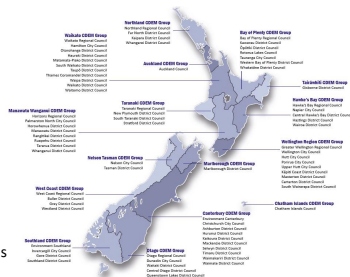 Northland CDEM Group
Northland Regional Council
Far North District Council
Kaipara District Council
Whangarei District Council
Waikato CDEM Group
Waikato Regional Council
Hamilton City Council
Otorohanga District Council
Hauraki District Council
Matamata-Piako District Council
South Waikato District Council
Taupō District Council
Thames Coromandel District Council
Waipa District Council
Waikato District Council
Waitomo District Council
Bay of Plenty CDEM Group
Bay of Plenty Regional Council
Kawerau District Council
Ōpōtiki District Council
Rotorua Lakes Council
Tauranga City Council
Western Bay of Plenty District Council
Whakatāne District Council
Auckland CDEM Group
Auckland Council
Tairāwhiti CDEM Group
Gisborne District Council
Taranaki CDEM Group
Taranaki Regional Council
New Plymouth District Council
South Taranaki District Council
Stratford District Council
Hawke's Bay CDEM Group
Hawke's Bay Regional Council
Napier City Council
Central Hawke's Bay District Council
Hastings District Council
Wairoa District Council
Manawatu Wanganui CDEM Group
Horizons Regional Council
Palmerston North City Council
Horowhenua District Council
Manawatu District Council
Rangitikei District Council
Ruapehu District Council
Tararua District Council
Whanganui District Council
Wellington Region CDEM Group
Greater Wellington Regional Council
Wellington City Council
Hutt City Council
Porirua City Council
Upper Hutt City Council
Kāpiti Coast District Council
Masterton District Council
Carterton District Council
South Wairarapa District Council
Nelson Tasman CDEM Group
Nelson City Council
Tasman District Council
Marlborough CDEM Group
Marlborough District Council
West Coast CDEM Group
West Coast Regional Council
Buller District Council
Grey District Council
Westland District Council
Chatham Islands CDEM Group
Chatham Islands Council
Canterbury CDEM Group
Environment Canterbury
Christchurch City Council
Ashburton District Council
Hurunui District Council
Kaikoura District Council
Mackenzie District Council
Selwyn District Council
Timaru District Council
Waimakariri District Council
Waimate District Council
Southland CDEM Group
Environment Southland
Invercargill City Council
Gore District Council
Southland District Council
Otago CDEM Group
Otago Regional Council
Dunedin City Council
Waitaki District Council
Central Otago District Council
Queenstown Lakes District Council
s